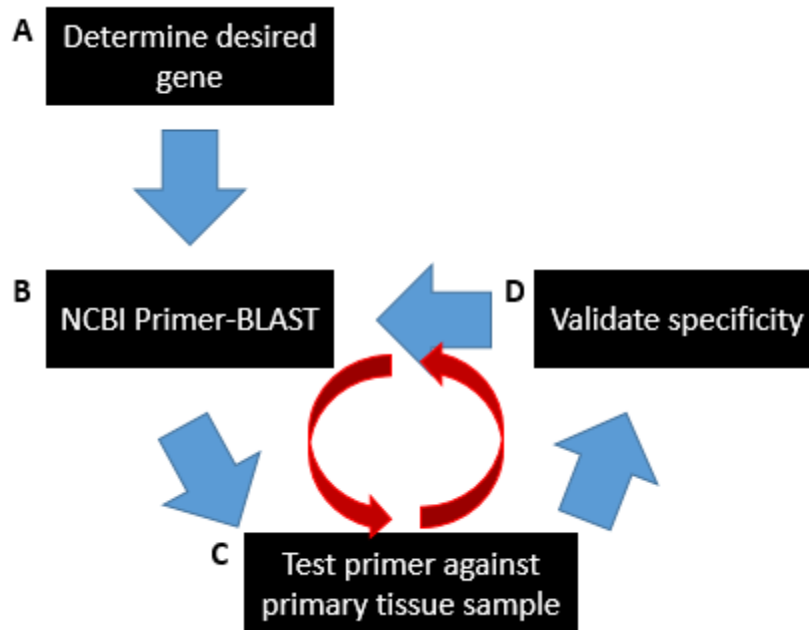 A
Determine desired
gene
B
NCBI Primer-BLAST
D
Validate specificity
C
Test primer against
primary tissue sample